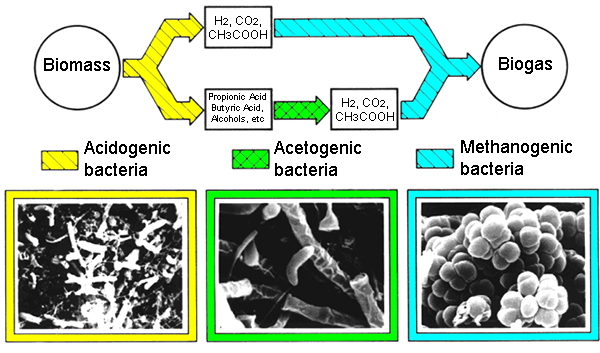 Biomass
H2, CO2,
CH3COOH
Propionic Acid
Butyric Acid,
Alcohols, etc
H2, CO2,
CH3COOH
Biogas
Acidogenic
bacteria
Acetogenic
bacteria
Methanogenic
bacteria